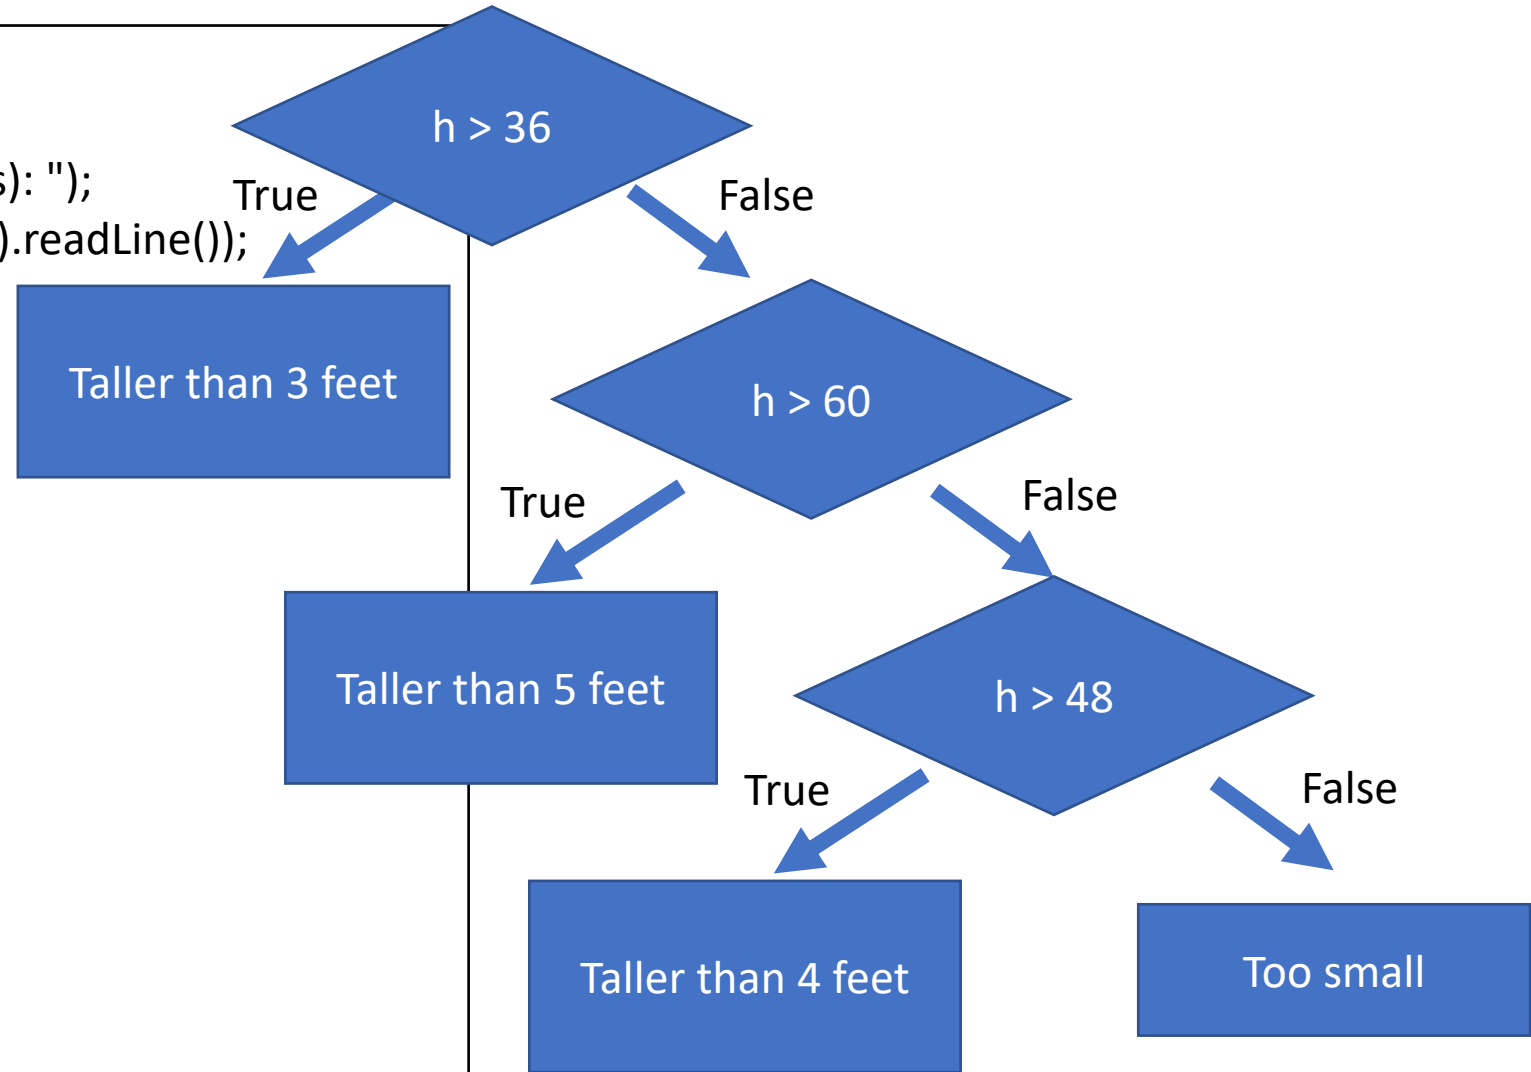 h > 36
s): ");
True
False
).readLine());
Taller than 3 feet
h > 60
True
False
Taller than 5 feet
h > 48
True
False
Taller than 4 feet
Too small